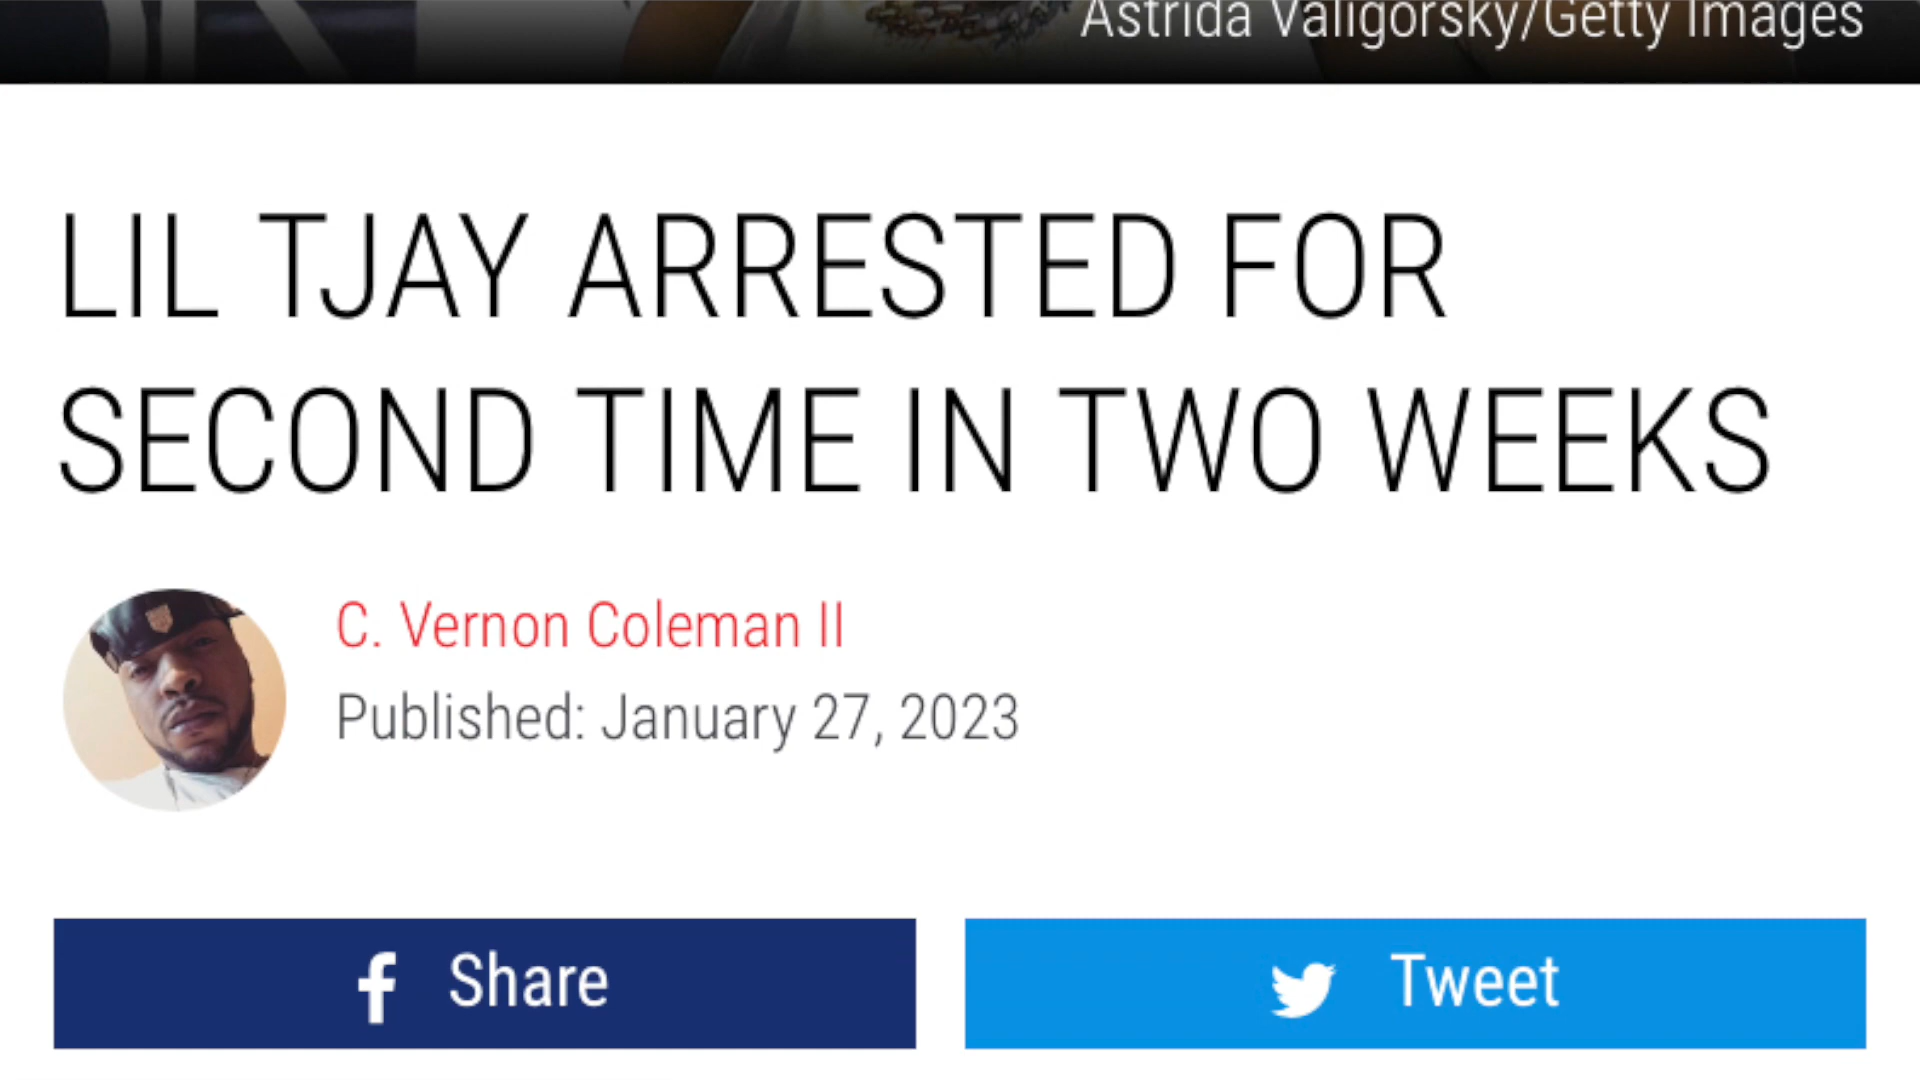 Astrida Valigorsky/Getty Images
LIL TJAY ARRESTED FOR
SECOND TIME IN TWO WEEKS
C. Vernon Coleman II
Published: January 27, 2023
Share
Tweet